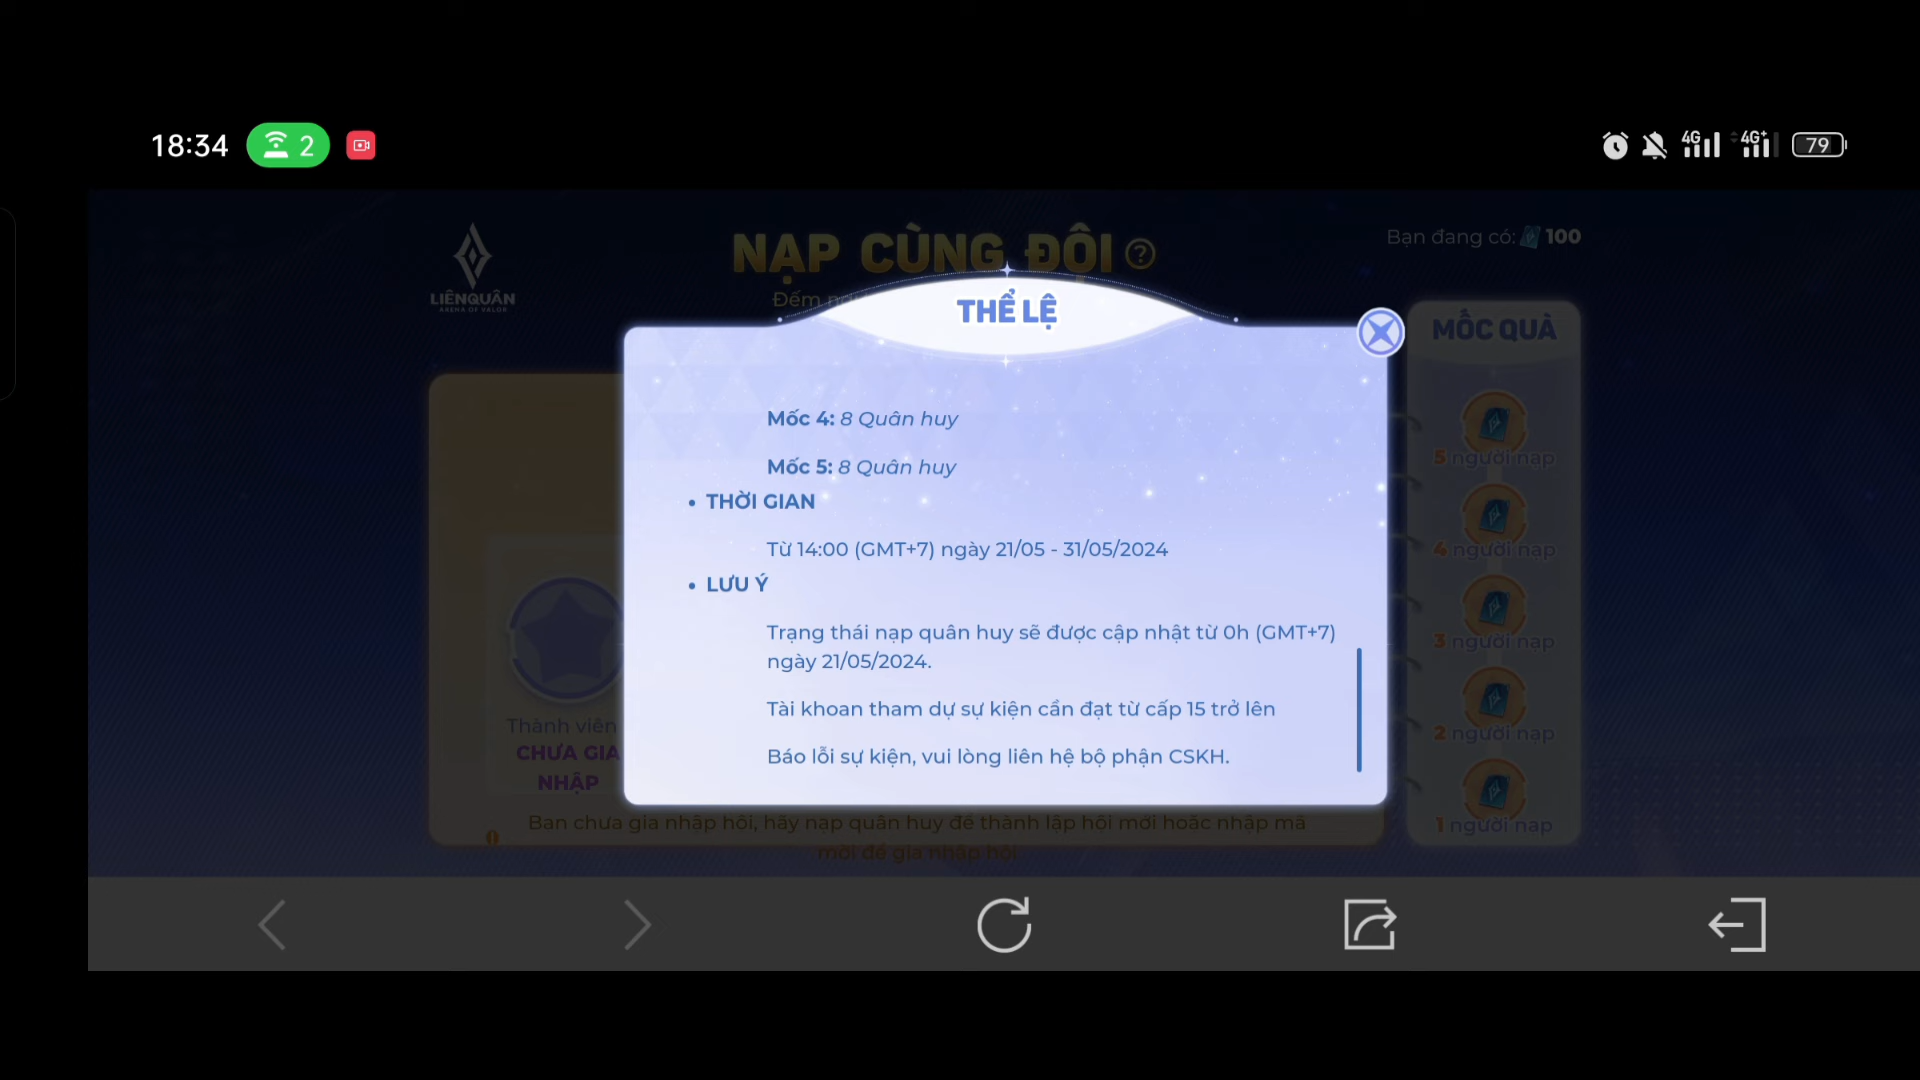 18:34
2
4G
4G+
79
LIÊNQUÂN
ARENA OF VALOR
NẠP CÙNG ĐỘI
?
Bạn đang có: 100
Đếm
THỂ LỆ
MỐC QUÀ
Mốc 4: 8 Quân huy
Mốc 5: 8 Quân huy
• THỜI GIAN
Từ 14:00 (GMT+7) ngày 21/05 - 31/05/2024
• LƯU Ý
Trạng thái nạp quân huy sẽ được cập nhật từ 0h (GMT+7)
ngày 21/05/2024.
Tài khoan tham dự sự kiện cần đạt từ cấp 15 trở lên
Báo lỗi sự kiện, vui lòng liên hệ bộ phận CSKH.
Thành viên
CHƯA GIA
NHẬP
Bạn chưa gia nhập hội, hãy nạp quân huy để thành lập hội mới hoặc nhập mã
mời để gia nhập hội
5 người nạp
4 người nạp
3 người nạp
2 người nạp
1 người nạp